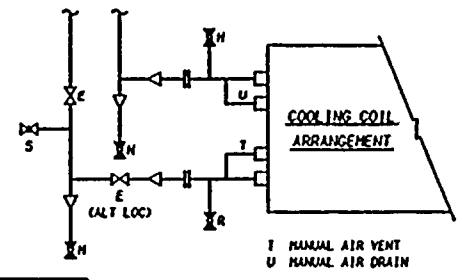 H
E
U
COOLING COIL
ARRANGEMENT
S
H
T
E
(ALT LOC)
R
H
T MANUAL AIR VENT
U MANUAL AIR DRAIN